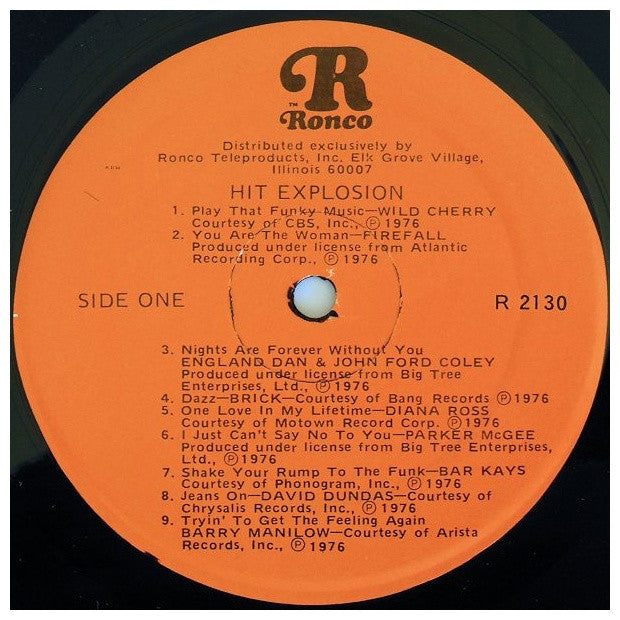 R
™
Ronco
Distributed exclusively by
Ronco Teleproducts, Inc. Elk Grove Village,
Illinois 60007
HIT EXPLOSION
1. Play That Funky Music—WILD CHERRY
Courtesy of CBS, Inc., Ⓟ 1976
2. You Are The Woman—FIREFALL
Produced under license from Atlantic
Recording Corp., Ⓟ 1976
SIDE ONE
R 2130
3. Nights Are Forever Without You
ENGLAND DAN & JOHN FORD COLEY
Produced under license from Big Tree
Enterprises, Ltd., Ⓟ 1976
4. Dazz—BRICK—Courtesy of Bang Records Ⓟ 1976
5. One Love In My Lifetime—DIANA ROSS
Courtesy of Motown Record Corp. Ⓟ 1976
6. I Just Can't Say No To You—PARKER McGEE
Produced under license from Big Tree Enterprises,
Ltd., Ⓟ 1976
7. Shake Your Rump To The Funk—BAR KAYS
Courtesy of Phonogram, Inc., Ⓟ 1976
8. Jeans On—DAVID DUNDAS—Courtesy of
Chrysalis Records, Inc., Ⓟ 1976
9. Tryin' To Get The Feeling Again
BARRY MANILOW—Courtesy of Arista
Records, Inc., Ⓟ 1976